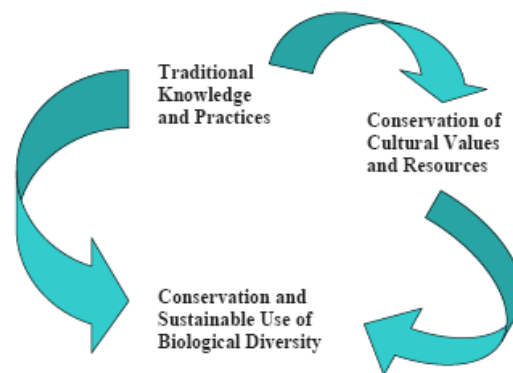 Traditional
Knowledge
and Practices
Conservation of
Cultural Values
and Resources
Conservation and
Sustainable Use of
Biological Diversity